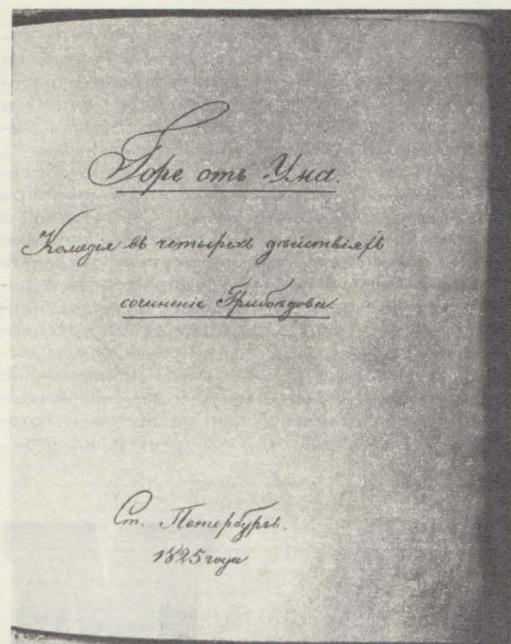 Горе отъ Ума.
Комедія въ четырехъ дѣйствіяхъ
сочиненіе Грибоѣдова.
Ст. Петербургъ.
1825 года